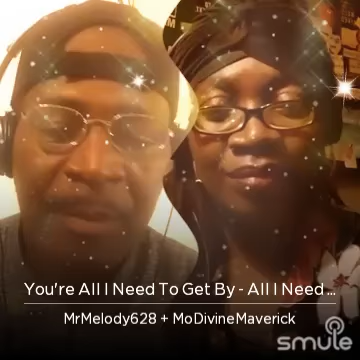 You're All I Need To Get By - All I Need ...
MrMelody628 + MoDivineMaverick
smule